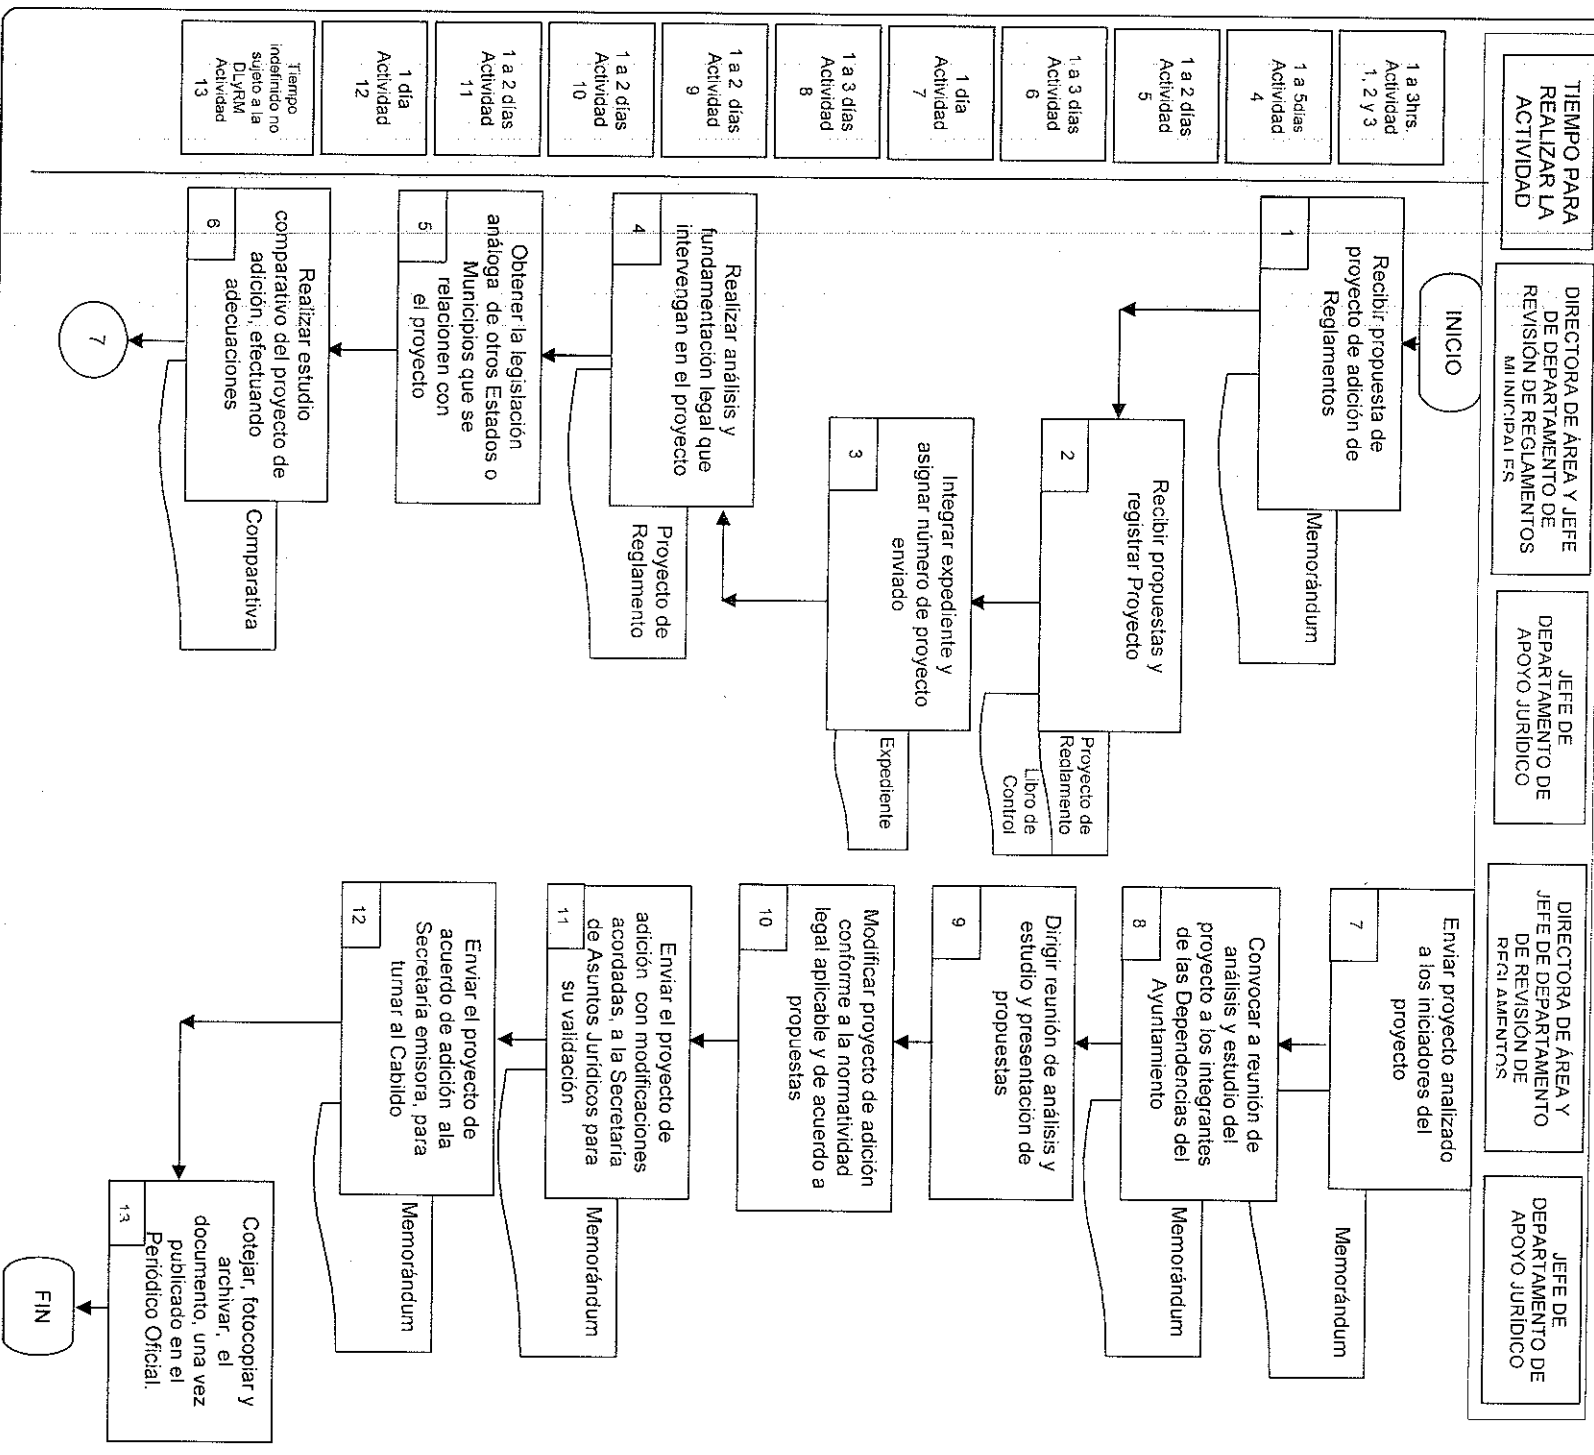 TIEMPO PARA
REALIZAR LA
ACTIVIDAD
DIRECTORA DE ÁREA Y JEFE
DE DEPARTAMENTO DE
REVISIÓN DE REGLAMENTOS
MUNICIPALES
JEFE DE
DEPARTAMENTO DE
APOYO JURÍDICO
DIRECTORA DE ÁREA Y
JEFE DE DEPARTAMENTO
DE REVISIÓN DE
REGLAMENTOS
JEFE DE
DEPARTAMENTO DE
APOYO JURÍDICO
1 a 3hrs.
Actividad
1, 2 y 3
1 a 5días
Actividad
4
1 a 2 días
Actividad
5
1 a 3 días
Actividad
6
1 día
Actividad
7
1 a 3 días
Actividad
8
1 a 2 días
Actividad
9
1 a 2 días
Actividad
10
1 a 2 días
Actividad
11
1 día
Actividad
12
Tiempo
indefinido no
sujeto a la
DLyRM
Actividad
13
INICIO
Recibir propuesta de
proyecto de adición de
Reglamentos
1
Memorándum
Recibir propuestas y
registrar Proyecto
2
Proyecto de
Reglamento
Libro de
Control
Integrar expediente y
asignar número de proyecto
enviado
3
Expediente
Realizar análisis y
fundamentación legal que
intervengan en el proyecto
4
Proyecto de
Reglamento
Obtener la legislación
análoga de otros Estados o
Municipios que se
relacionen con
el proyecto
5
Realizar estudio
comparativo del proyecto de
adición, efectuando
adecuaciones
6
Comparativa
7
Enviar proyecto analizado
a los iniciadores del
proyecto
7
Memorándum
Convocar a reunión de
análisis y estudio del
proyecto a los integrantes
de las Dependencias del
Ayuntamiento
8
Memorándum
Dirigir reunión de análisis y
estudio y presentación de
propuestas
9
Modificar proyecto de adición
conforme a la normatividad
legal aplicable y de acuerdo a
propuestas
10
Enviar el proyecto de
adición con modificaciones
acordadas, a la Secretaría
de Asuntos Jurídicos para
su validación
11
Memorándum
Enviar el proyecto de
acuerdo de adición ala
Secretaría emisora, para
turnar al Cabildo
12
Memorándum
Cotejar, fotocopiar y
archivar, el
documento, una vez
publicado en el
Periódico Oficial.
13
FIN